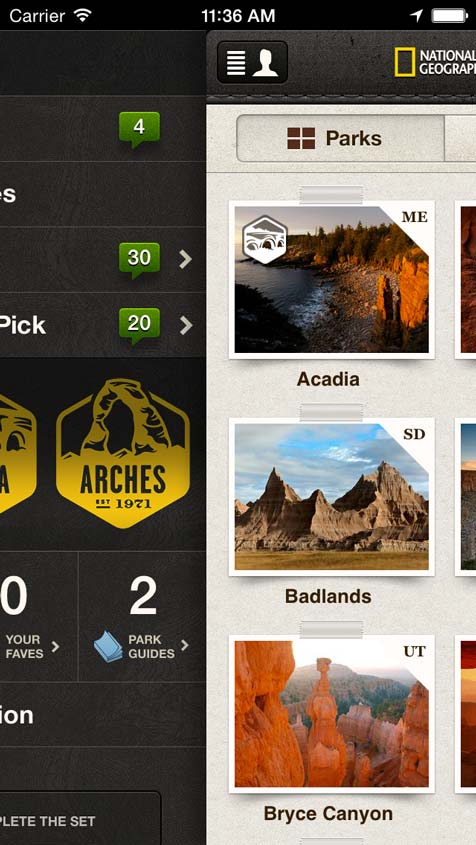 Carrier
11:36 AM
4
es
30
Pick
20
A
ARCHES
EST 1971
0
YOUR
FAVES
2
PARK
GUIDES
ion
PLETE THE SET
NATIONAL
GEOGRAP
Parks
ME
Acadia
SD
Badlands
UT
Bryce Canyon